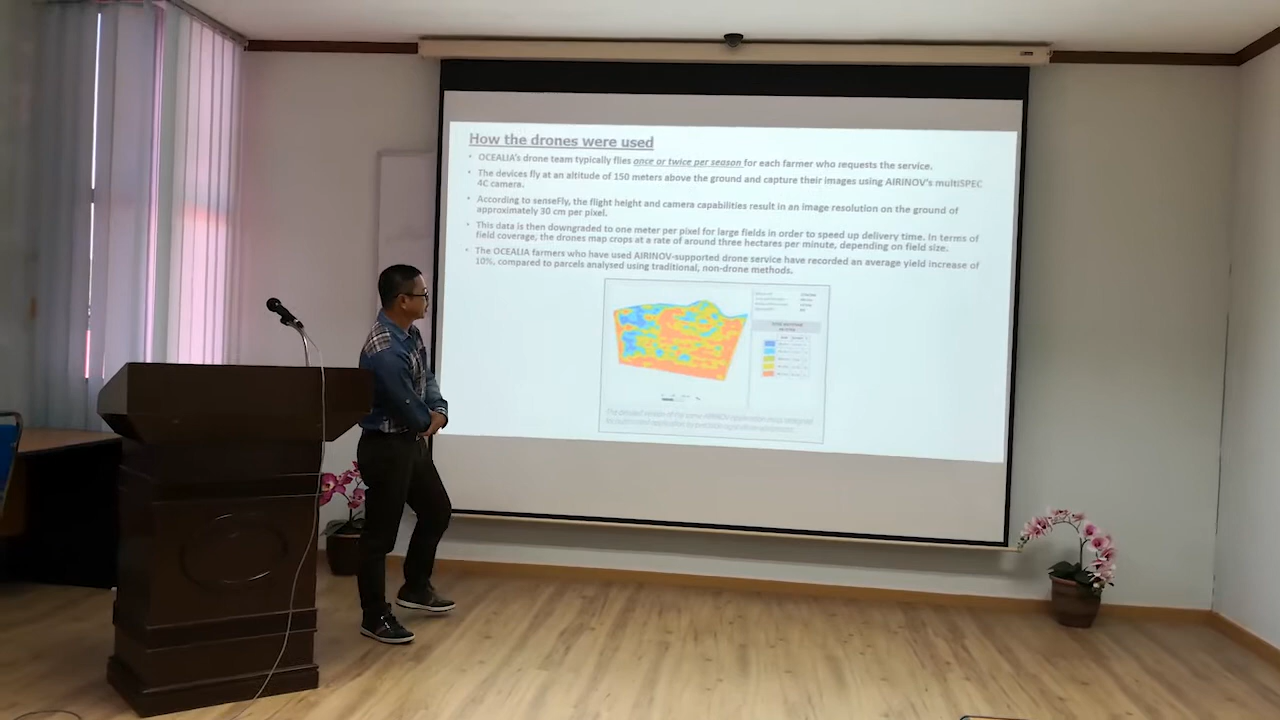 How the drones were used
• OCEALIA's drone team typically flies once or twice per season for each farmer who requests the service.
• The devices fly at an altitude of 150 meters above the ground and capture their images using AIRINOV's multiSPEC
4C camera.
• According to senseFly, the flight height and camera capabilities result in an image resolution on the ground of
approximately 30 cm per pixel.
• This data is then downgraded to one meter per pixel for large fields in order to speed up delivery time. In terms of
field coverage, the drones map crops at a rate of around three hectares per minute, depending on field size.
• The OCEALIA farmers who have used AIRINOV-supported drone service have recorded an average yield increase of
10%, compared to parcels analysed using traditional, non-drone methods.